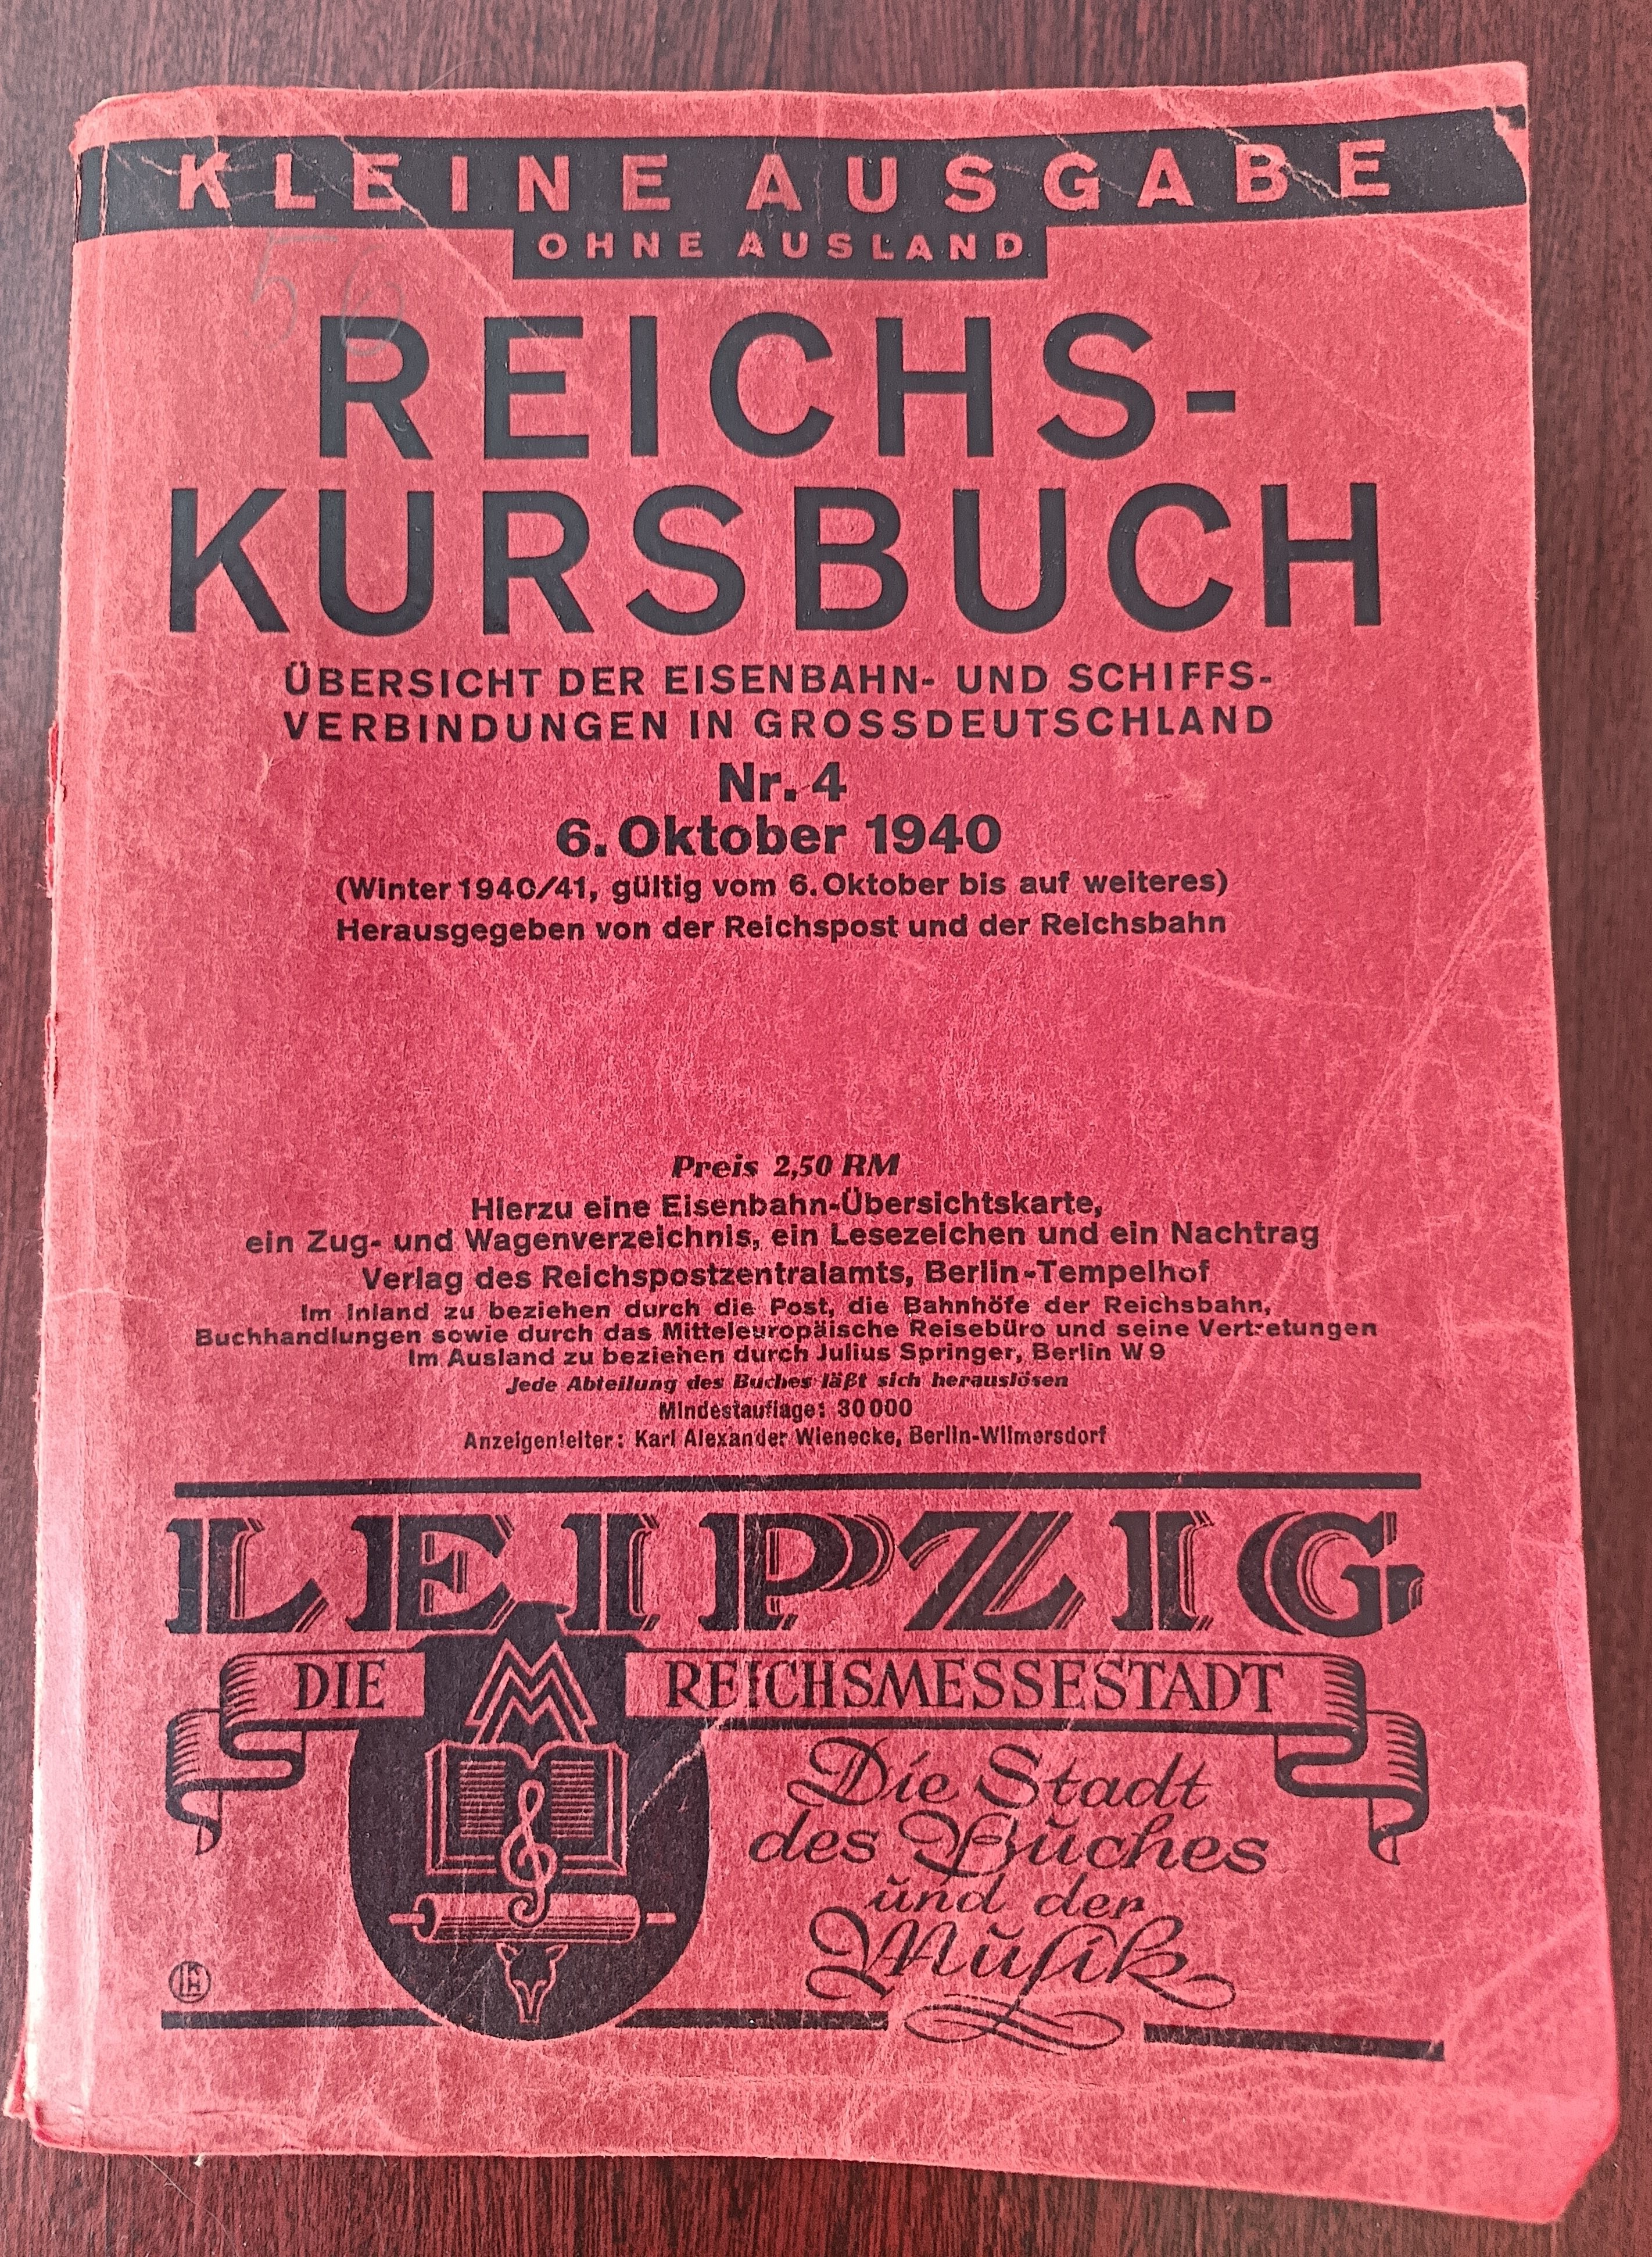 KLEINE AUSGABE
OHNE AUSLAND
56
REICHS-
KURSBUCH
ÜBERSICHT DER EISENBAHN- UND SCHIFFS-
VERBINDUNGEN IN GROSSDEUTSCHLAND
Nr. 4
6. Oktober 1940
(Winter 1940/41, gültig vom 6. Oktober bis auf weiteres)
Herausgegeben von der Reichspost und der Reichsbahn
Preis 2,50 RM
Hierzu eine Eisenbahn-Übersichtskarte,
ein Zug- und Wagenverzeichnis, ein Lesezeichen und ein Nachtrag
Verlag des Reichspostzentralamts, Berlin-Tempelhof
Im Inland zu beziehen durch die Post, die Bahnhöfe der Reichsbahn,
Buchhandlungen sowie durch das Mitteleuropäische Reisebüro und seine Vertretungen
Im Ausland zu beziehen durch Julius Springer, Berlin W 9
Jede Abteilung des Buches läßt sich herauslösen
Mindestauflage: 30 000
Anzeigenleiter: Karl Alexander Wienecke, Berlin-Wilmersdorf
LEIPZIG
DIE REICHSMESSESTADT
MM
Die Stadt
des Buches
und der
Musik